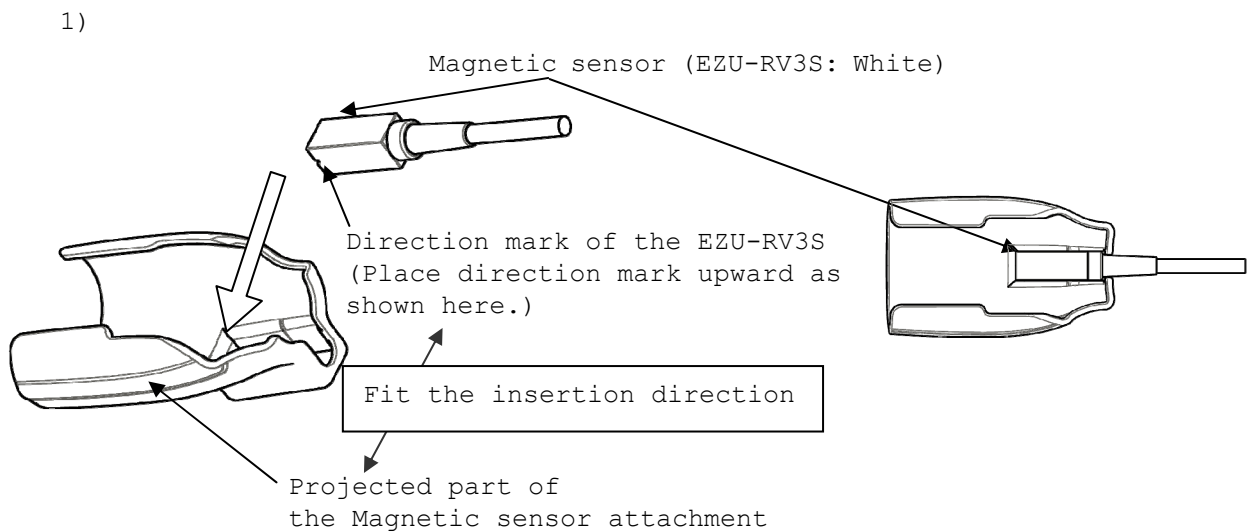 1)
Magnetic sensor (EZU-RV3S: White)
Direction mark of the EZU-RV3S
(Place direction mark upward as
shown here.)
Fit the insertion direction
Projected part of
the Magnetic sensor attachment